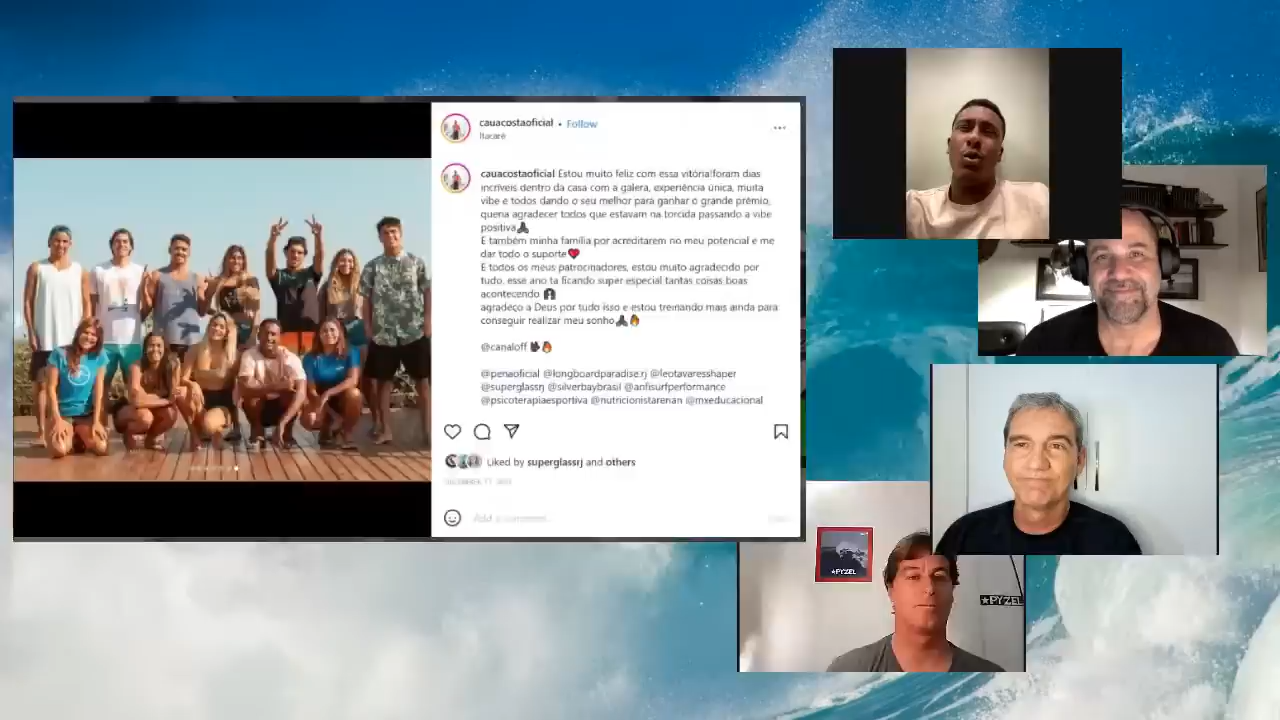 cauacostaoficial • Follow
Itacaré
cauacostaoficial Estou muito feliz com essa vitória!foram dias
incríveis dentro da casa com a galera, experiência única, muita
vibe e todos dando o seu melhor para ganhar o grande prêmio,
queria agradecer todos que estavam na torcida passando a vibe
positiva
E também minha família por acreditarem no meu potencial e me
dar todo o suporte❤️
E todos os meus patrocinadores, estou muito agradecido por
tudo, esse ano ta ficando super especial tantas coisas boas
acontecendo
agradeço a Deus por tudo isso e estou treinando mais ainda para
conseguir realizar meu sonho🔥
@canaloff 🔥
@penaoficial @longboardparadise.rj @leotavaresshaper
@superglassrj @silverbaybrasil @anfisurfperformance
@psicoterapiaesportiva @nutricionistarenan @mxeducacional
Liked by superglassrj and others
Add a comment...
★PYZEL
★PYZEL